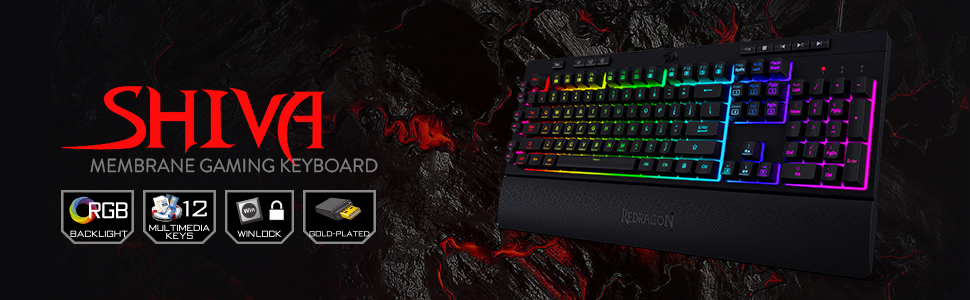 SHIVA
MEMBRANE GAMING KEYBOARD
RGB
BACKLIGHT
12
MULTIMEDIA
KEYS
Win
WINLOCK
GOLD-PLATED
REDRAGON